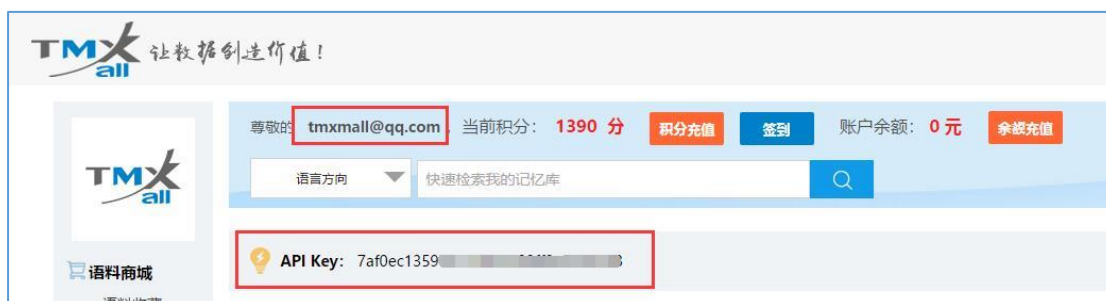 TMX all 让数据创造价值！
尊敬的 tmxmall@qq.com，当前积分： 1390 分 积分充值 签到 账户余额： 0 元 余额充值
TMX all
语言方向 快速检索我的记忆库
API Key： 7af0ec1359
语料商城